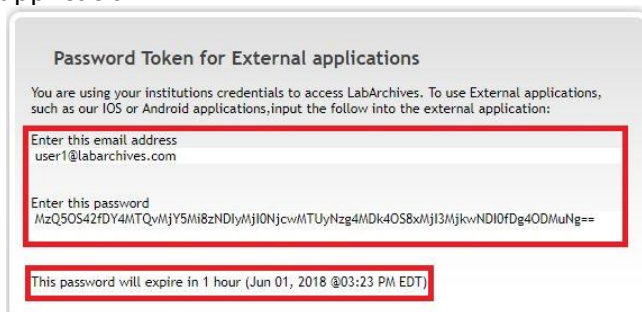 Password Token for External applications
You are using your institutions credentials to access LabArchives. To use External applications,
such as our IOS or Android applications,input the follow into the external application:
Enter this email address
user1@labarchives.com
Enter this password
MzQ5OS42fDY4MTQvMjY5Mi8zNDIyMjI0NjcwMTUyNzg4MDk4OS8xMjI3MjkwNDI0fDg4ODMuNg==
This password will expire in 1 hour (Jun 01, 2018 @03:23 PM EDT)